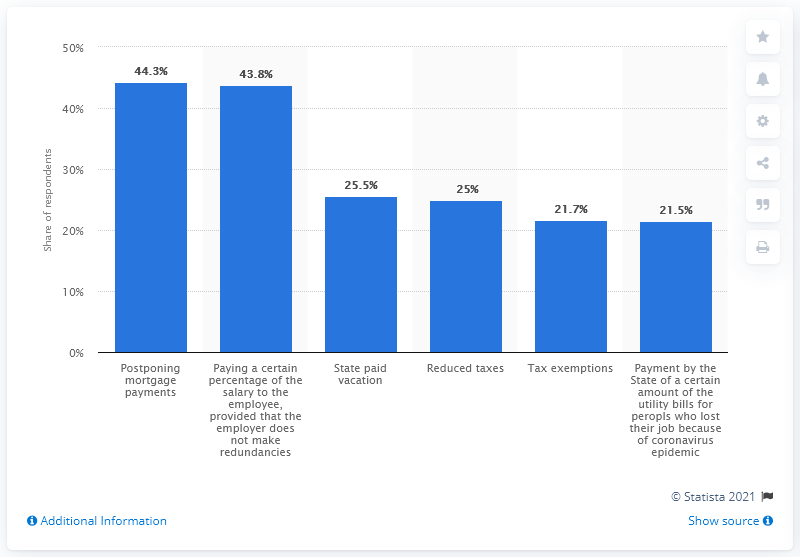 50%
40%
30%
20%
10%
0%
Share of respondents
44.3%
43.8%
25.5%
25%
21.7%
21.5%
Postponing
mortgage
payments
Paying a certain
percentage of the
salary to the
employee,
provided that the
employer does
not make
redundancies
State paid
vacation
Reduced taxes
Tax exemptions
Payment by the
State of a certain
amount of the
utility bills for
peropls who lost
their job because
of coronavirus
epidemic
© Statista 2021
Additional Information
Show source